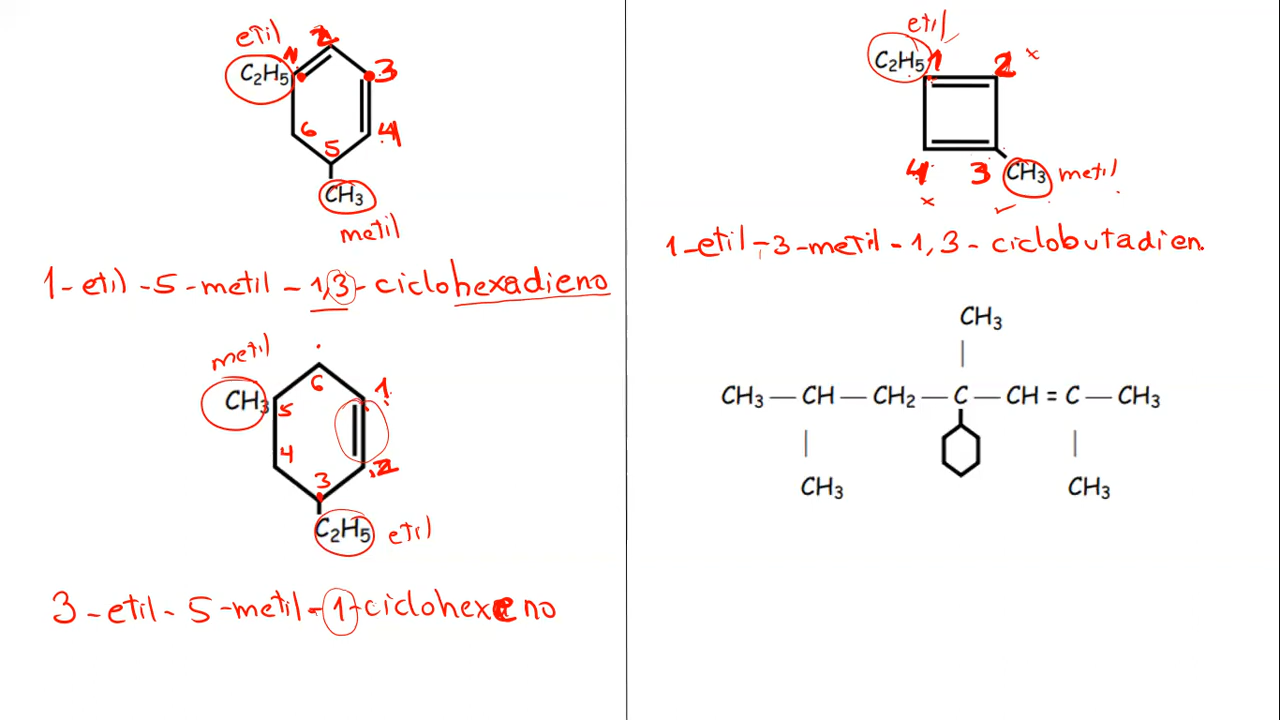 etil
1 2
C2H5 3
6 4
5
CH3
metil
1-etil-5-metil-1,3-ciclohexadieno
metil
6 1
CH3 5
4 2
3
C2H5 etil
3-etil-5-metil-1-ciclohexeno
etil
C2H5 1 2 x
4 3 CH3 metil
x
1-etil-3-metil-1,3-ciclobutadien.
CH3
|
CH3 — CH — CH2 — C — CH = C — CH3
| |
CH3 CH3